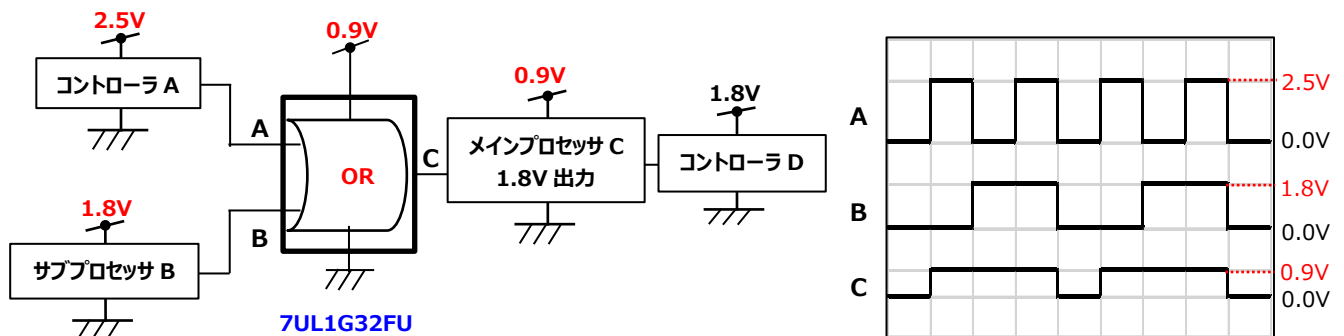 2.5V
コントローラ A
1.8V
サブプロセッサ B
0.9V
A
B
OR
C
7UL1G32FU
0.9V
メインプロセッサ C
1.8V 出力
1.8V
コントローラ D
A
2.5V
0.0V
B
1.8V
0.0V
C
0.9V
0.0V